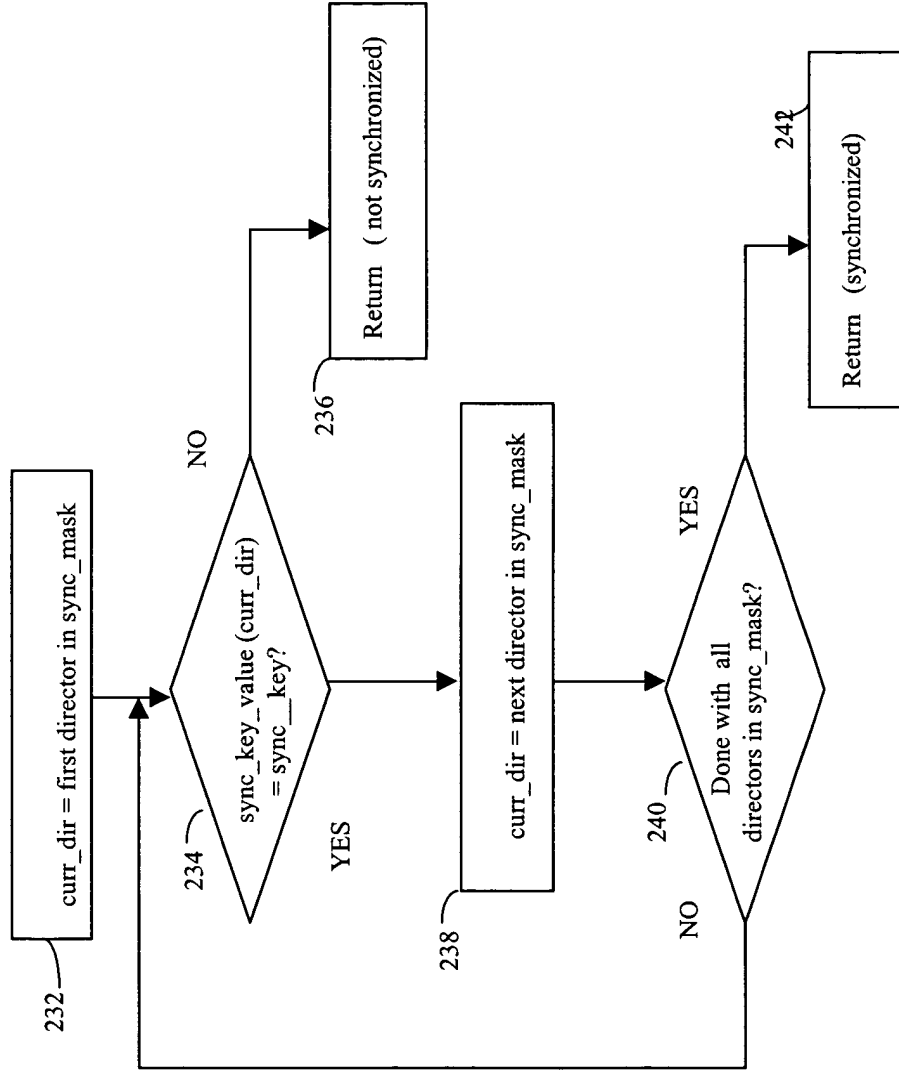 232
curr_dir = first director in sync_mask
234
sync_key_value (curr_dir)
= sync__key?
NO
YES
236
Return ( not synchronized)
238
curr_dir = next director in sync_mask
240
Done with all
directors in sync_mask?
NO
YES
Return (synchronized)